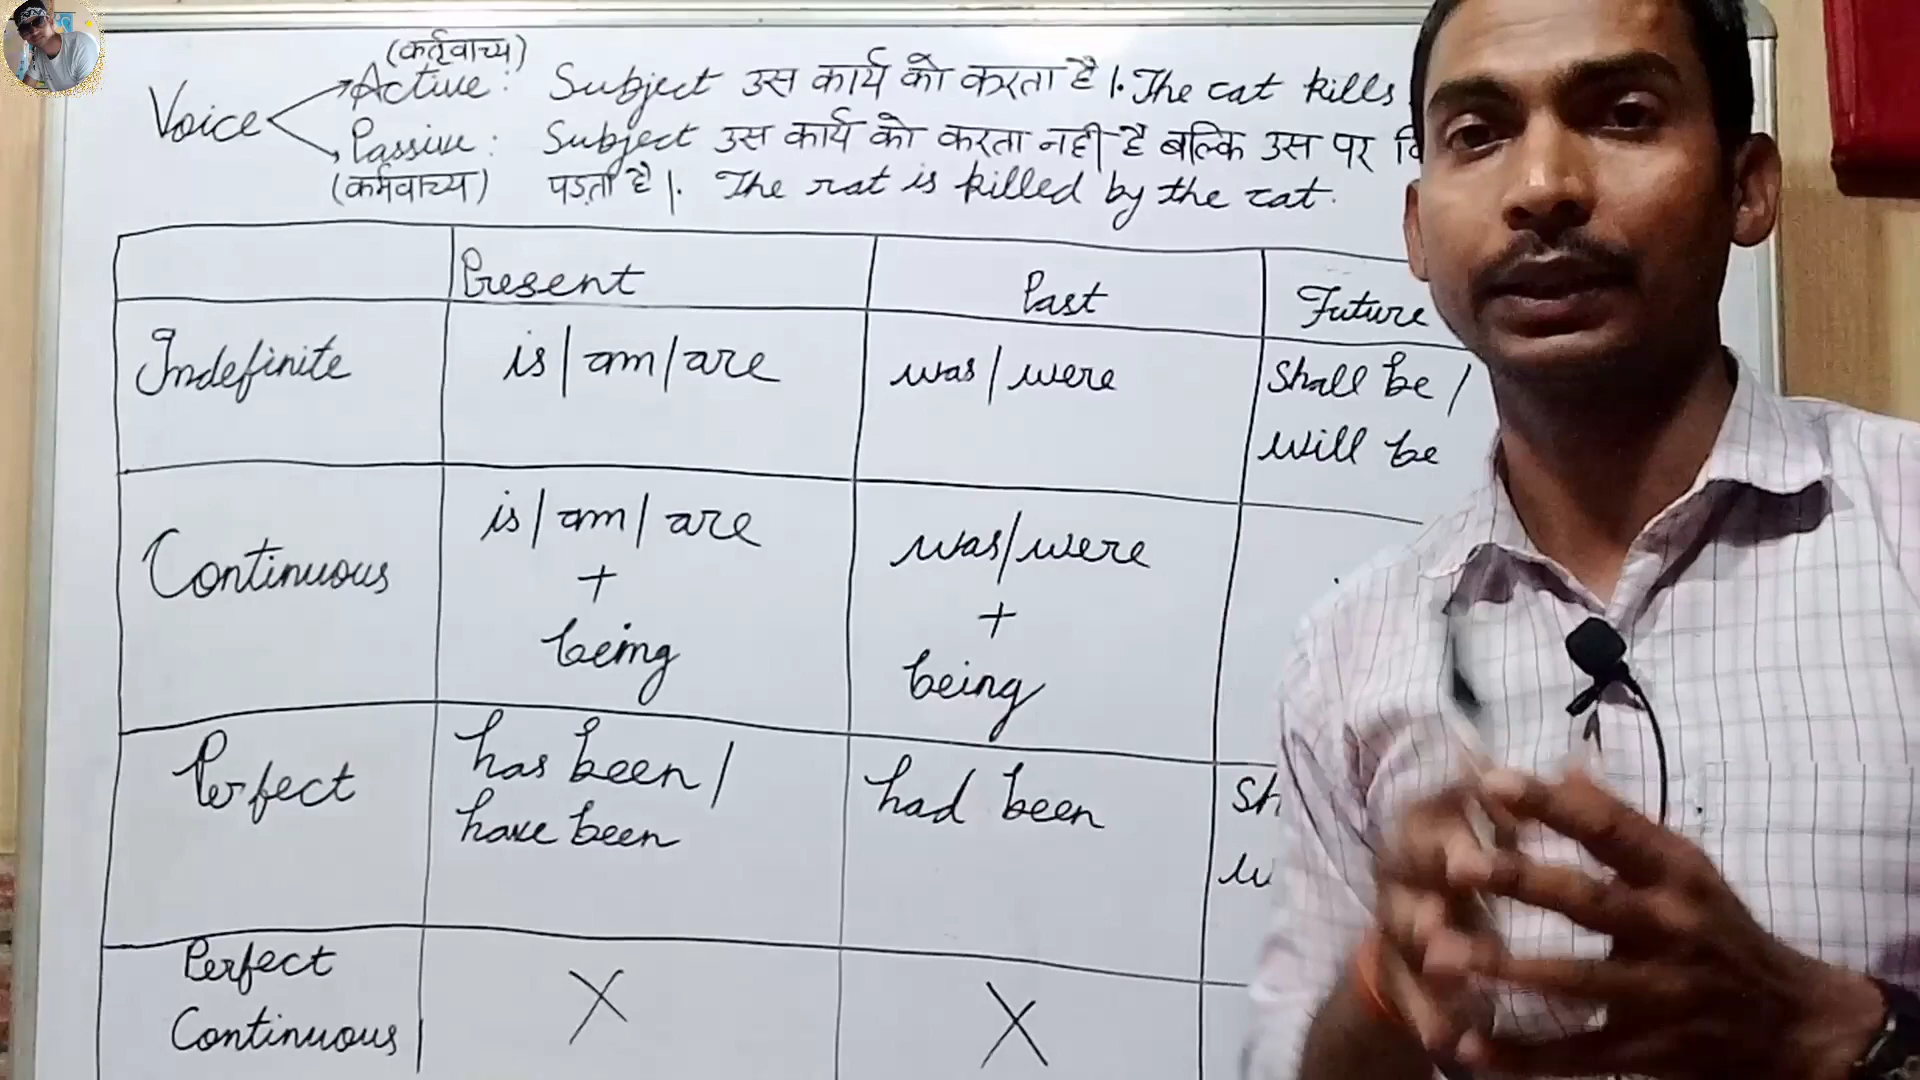 (कर्तृवाच्य)
Voice
Active : Subject उस कार्य को करता है।. The cat kills
Passive : Subject उस कार्य को करता नहीं है बल्कि उस पर
(कर्मवाच्य) पड़ता है।. The rat is killed by the cat.
Present Past Future
Indefinite is/am/are was/were shall be /
will be
Continuous is/am/are was/were
+ +
being being
Perfect has been / had been
have been
Perfect X X
Continuous